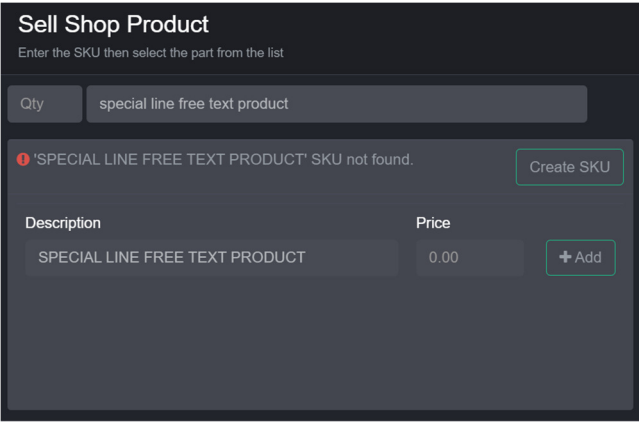 Sell Shop Product
Enter the SKU then select the part from the list
Qty special line free text product
'SPECIAL LINE FREE TEXT PRODUCT' SKU not found. Create SKU
Description Price
SPECIAL LINE FREE TEXT PRODUCT 0.00 + Add